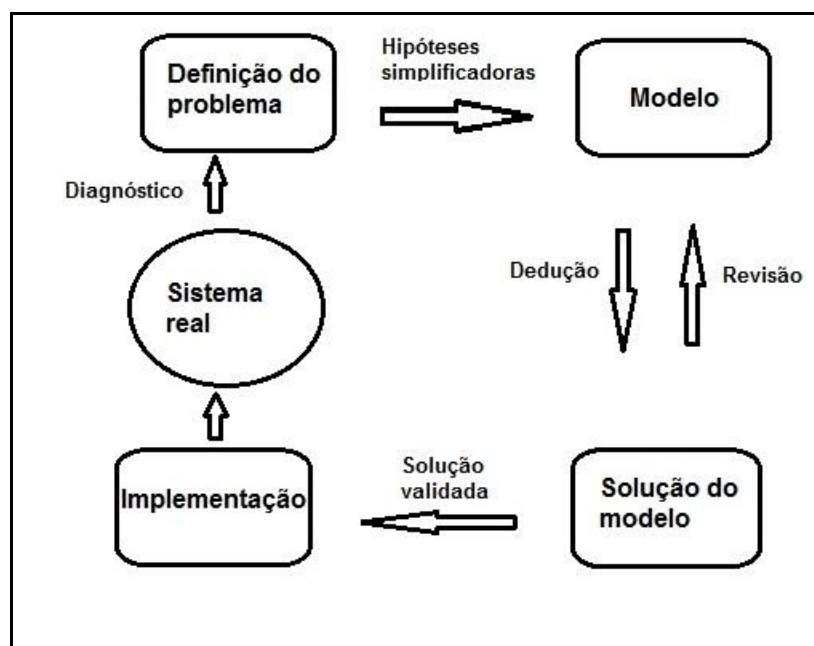 Definição do
problema
Hipóteses
simplificadoras
Modelo
Diagnóstico
Sistema
real
Dedução
Revisão
Implementação
Solução
validada
Solução do
modelo